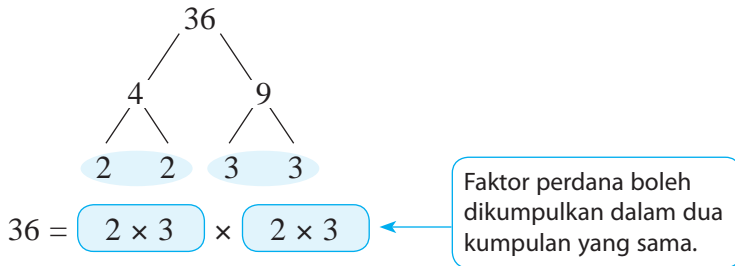 36
4 9
2 2 3 3
36 = 2 × 3 × 2 × 3
Faktor perdana boleh
dikumpulkan dalam dua
kumpulan yang sama.